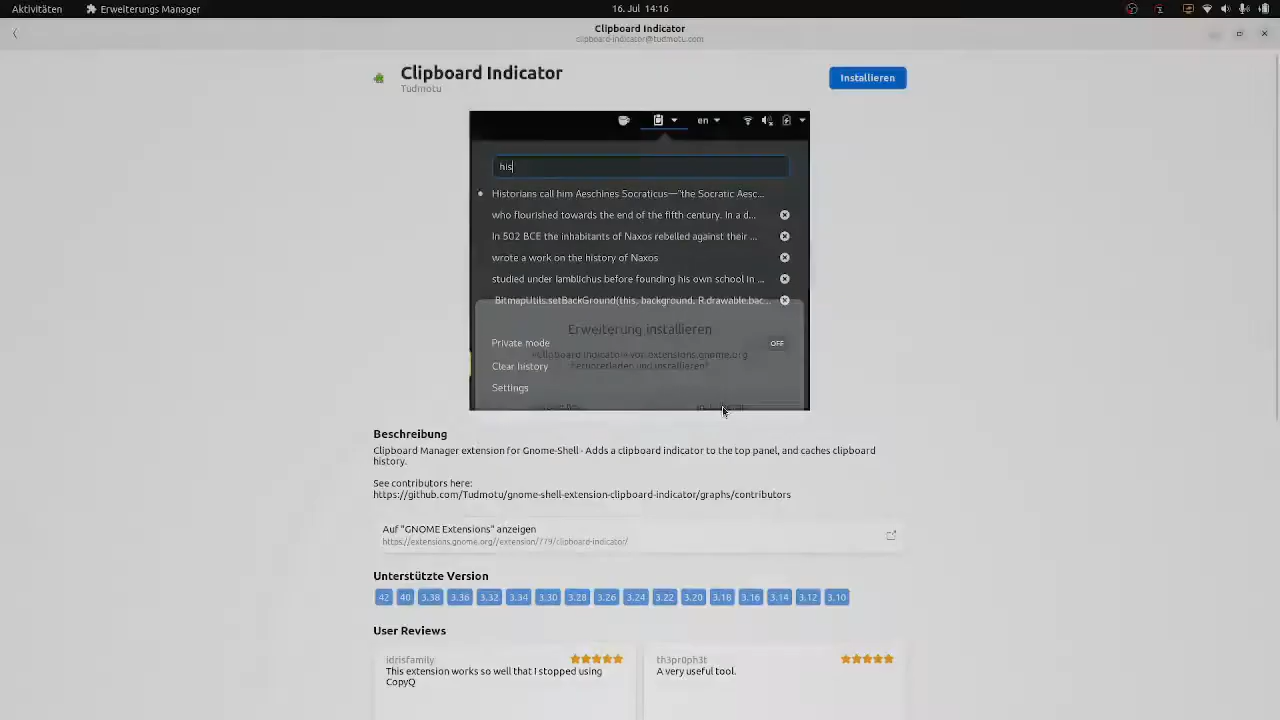 Aktivitäten Erweiterungs Manager 16. Jul 14:16
Clipboard Indicator
clipboard-indicator@tudmotu.com
Clipboard Indicator Installieren
Tudmotu
en
his
Historians call him Aeschines Socraticus—"the Socratic Aesc...
who flourished towards the end of the fifth century. In a d...
In 502 BCE the inhabitants of Naxos rebelled against their ...
wrote a work on the history of Naxos
studied under Iamblichus before founding his own school in ...
BitmapUtils.setBackGround(this, background, R.drawable.bac...
Erweiterung installieren
Private mode OFF
«Clipboard Indicator» von extensions.gnome.org
herunterladen und installieren?
Clear history
Settings
Beschreibung
Clipboard Manager extension for Gnome-Shell - Adds a clipboard indicator to the top panel, and caches clipboard
history.
See contributors here:
https://github.com/Tudmotu/gnome-shell-extension-clipboard-indicator/graphs/contributors
Auf "GNOME Extensions" anzeigen
https://extensions.gnome.org//extension/779/clipboard-indicator/
Unterstützte Version
42 40 3.38 3.36 3.32 3.34 3.30 3.28 3.26 3.24 3.22 3.20 3.18 3.16 3.14 3.12 3.10
User Reviews
idrisfamily th3pr0ph3t
This extension works so well that I stopped using A very useful tool.
CopyQ